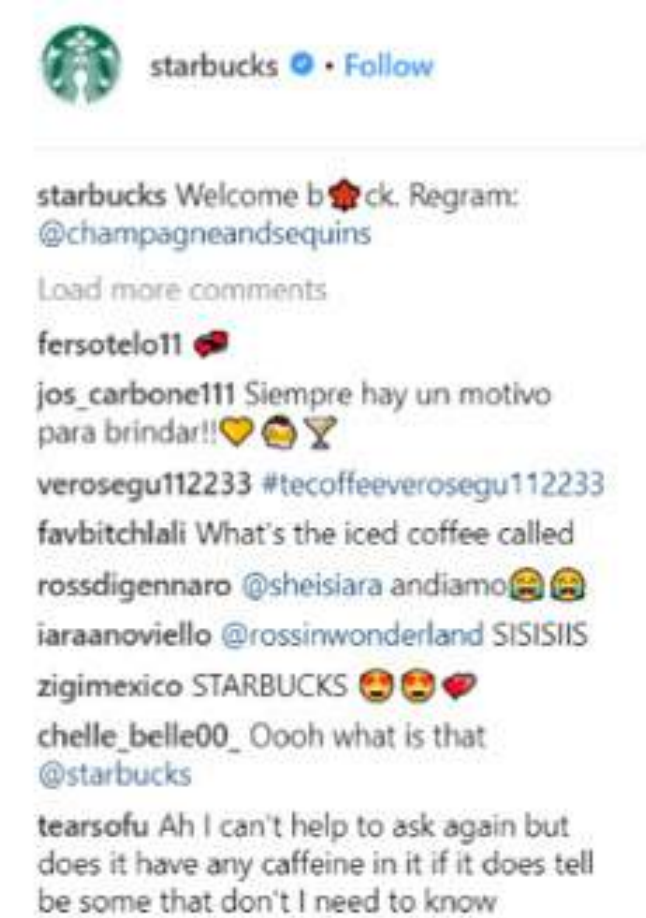 starbucks • Follow
starbucks Welcome b🍁ck. Regram:
@champagneandsequins
Load more comments
fersotelo11 💕
jos_carbone111 Siempre hay un motivo
para brindar!!💛 🍸
verosegu112233 #tecoffeeverosegu112233
favbitchlali What's the iced coffee called
rossdigennaro @sheisiara andiamo😭😭
iaraanoviello @rossinwonderland SISISIIS
zigimexico STARBUCKS 😍😍💕
chelle_belle00_ Oooh what is that
@starbucks
tearsofu Ah I can't help to ask again but
does it have any caffeine in it if it does tell
be some that don't I need to know